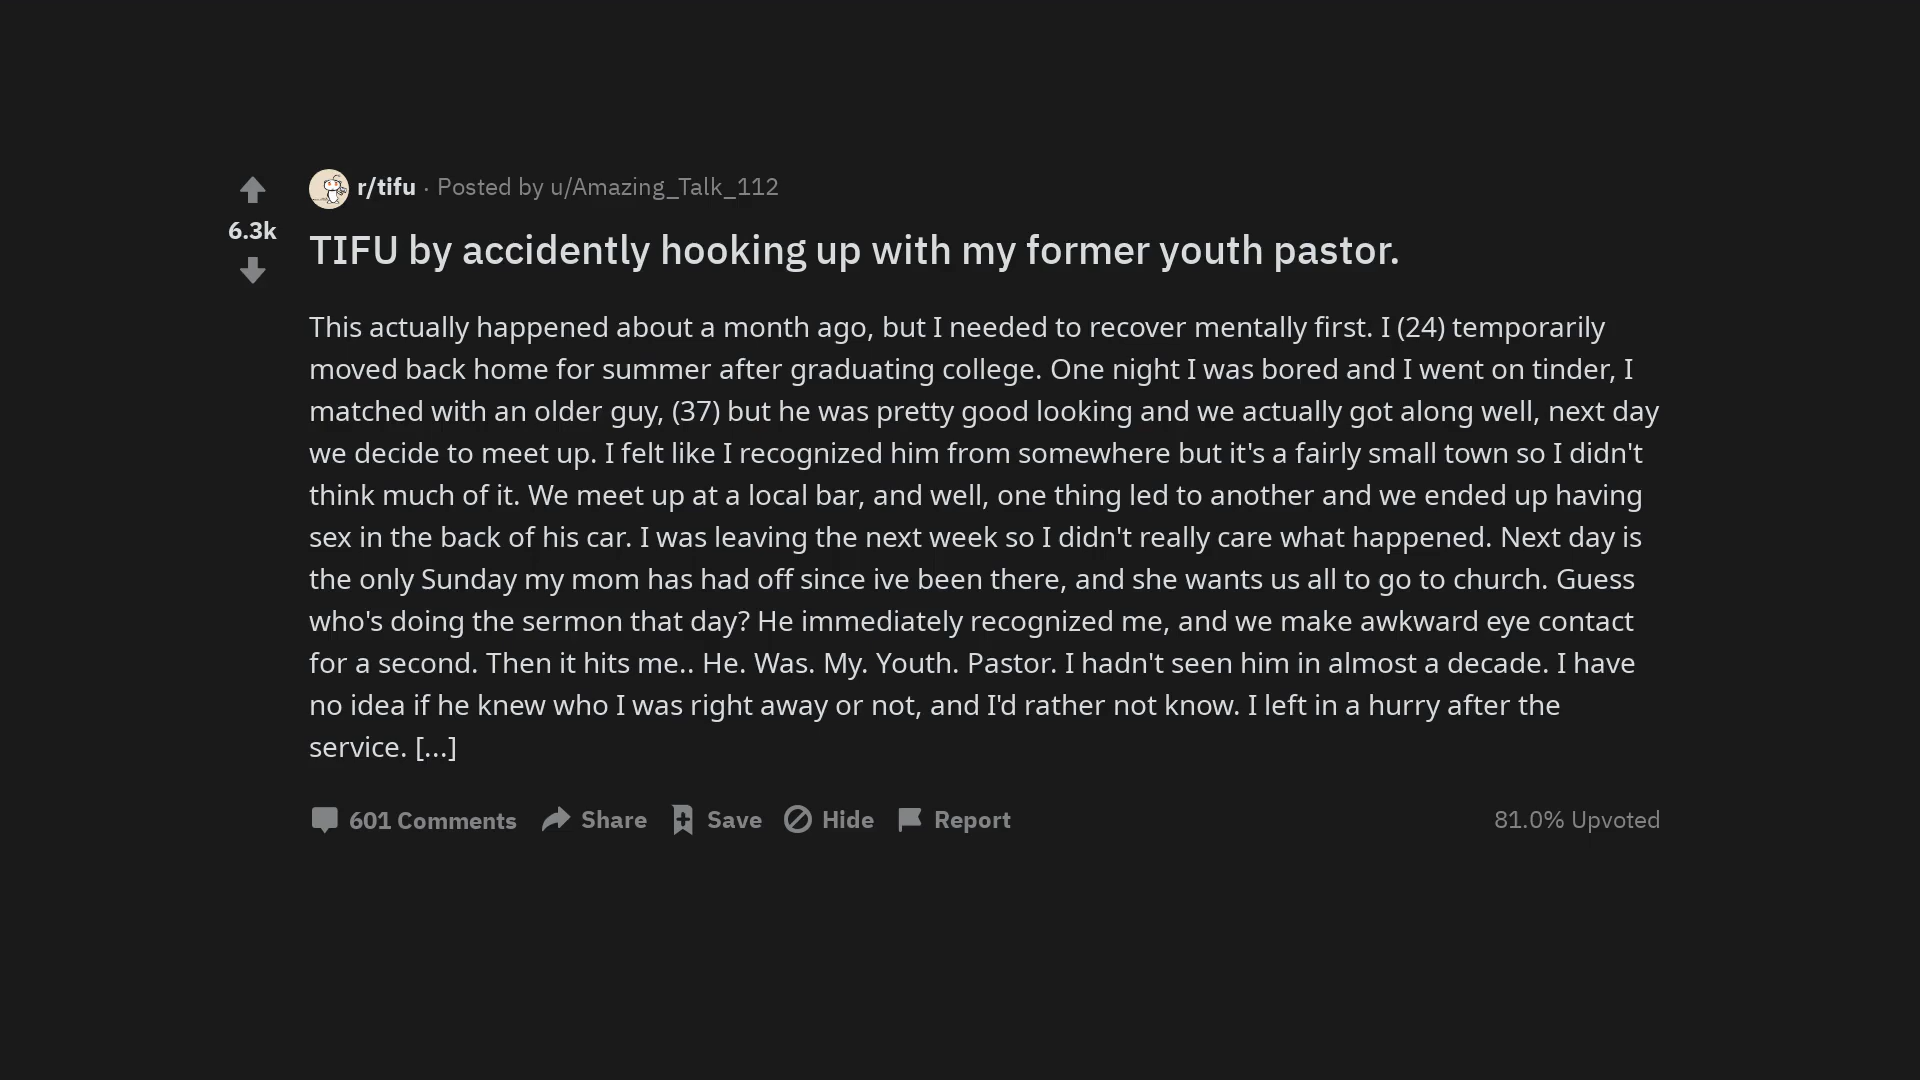 r/tifu · Posted by u/Amazing_Talk_112
6.3k
TIFU by accidently hooking up with my former youth pastor.
This actually happened about a month ago, but I needed to recover mentally first. I (24) temporarily
moved back home for summer after graduating college. One night I was bored and I went on tinder, I
matched with an older guy, (37) but he was pretty good looking and we actually got along well, next day
we decide to meet up. I felt like I recognized him from somewhere but it's a fairly small town so I didn't
think much of it. We meet up at a local bar, and well, one thing led to another and we ended up having
sex in the back of his car. I was leaving the next week so I didn't really care what happened. Next day is
the only Sunday my mom has had off since ive been there, and she wants us all to go to church. Guess
who's doing the sermon that day? He immediately recognized me, and we make awkward eye contact
for a second. Then it hits me.. He. Was. My. Youth. Pastor. I hadn't seen him in almost a decade. I have
no idea if he knew who I was right away or not, and I'd rather not know. I left in a hurry after the
service. [...]
601 Comments Share Save Hide Report 81.0% Upvoted